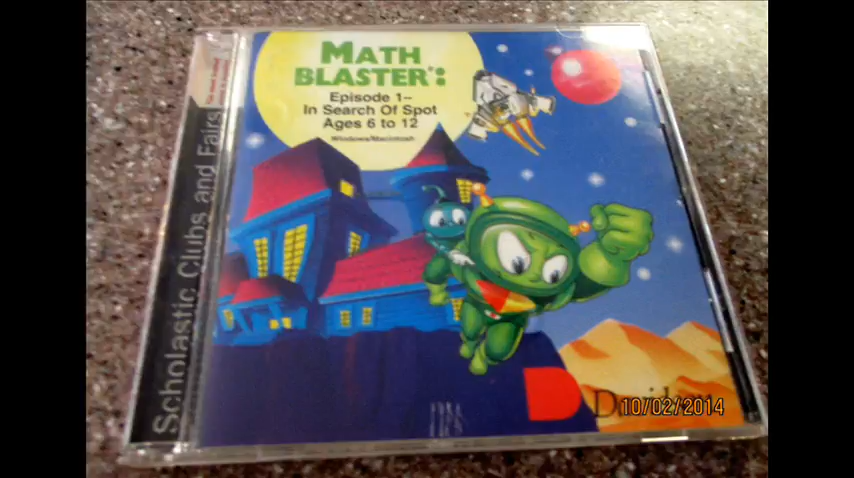 MATH
BLASTER®:
Episode 1–
In Search Of Spot
Ages 6 to 12
Windows/Macintosh
Scholastic Clubs and Fairs
10/02/2014